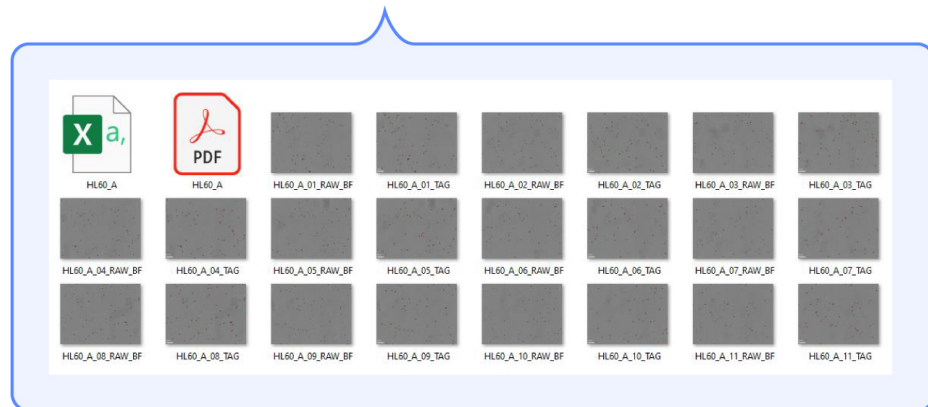 X a,
PDF
HL60_A HL60_A HL60_A_01_RAW_BF HL60_A_01_TAG HL60_A_02_RAW_BF HL60_A_02_TAG HL60_A_03_RAW_BF HL60_A_03_TAG
HL60_A_04_RAW_BF HL60_A_04_TAG HL60_A_05_RAW_BF HL60_A_05_TAG HL60_A_06_RAW_BF HL60_A_06_TAG HL60_A_07_RAW_BF HL60_A_07_TAG
HL60_A_08_RAW_BF HL60_A_08_TAG HL60_A_09_RAW_BF HL60_A_09_TAG HL60_A_10_RAW_BF HL60_A_10_TAG HL60_A_11_RAW_BF HL60_A_11_TAG